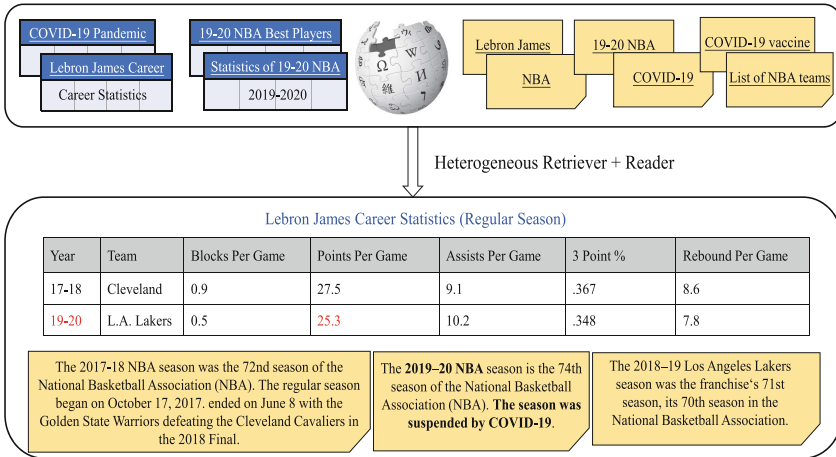 COVID-19 Pandemic
Lebron James Career
Career Statistics
19-20 NBA Best Players
Statistics of 19-20 NBA
2019-2020
Lebron James
NBA
19-20 NBA
COVID-19
COVID-19 vaccine
List of NBA teams
Heterogeneous Retriever + Reader
Lebron James Career Statistics (Regular Season)
Year Team Blocks Per Game Points Per Game Assists Per Game 3 Point % Rebound Per Game
17-18 Cleveland 0.9 27.5 9.1 .367 8.6
19-20 L.A. Lakers 0.5 25.3 10.2 .348 7.8
The 2017-18 NBA season was the 72nd season of the
National Basketball Association (NBA). The regular season
began on October 17, 2017. ended on June 8 with the
Golden State Warriors defeating the Cleveland Cavaliers in
the 2018 Final.
The 2019–20 NBA season is the 74th
season of the National Basketball
Association (NBA). The season was
suspended by COVID-19.
The 2018–19 Los Angeles Lakers
season was the franchise‘s 71st
season, its 70th season in the
National Basketball Association.